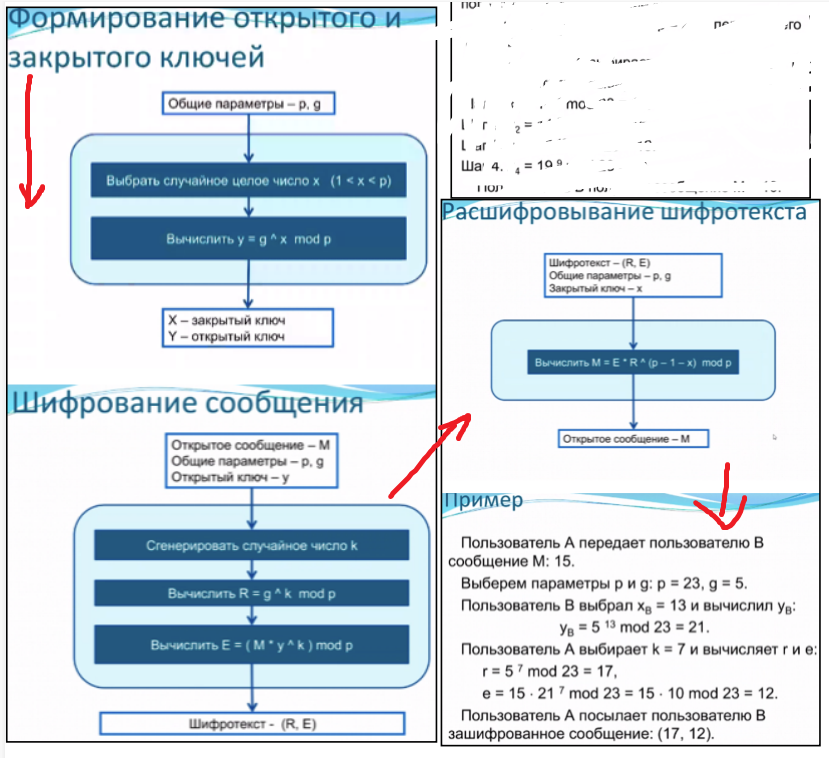 Формирование открытого и
закрытого ключей
Общие параметры – p, g
Выбрать случайное целое число x (1 < x < p)
Вычислить y = g ^ x mod p
X – закрытый ключ
Y – открытый ключ
Шифрование сообщения
Открытое сообщение – M
Общие параметры – p, g
Открытый ключ – y
Сгенерировать случайное число k
Вычислить R = g ^ k mod p
Вычислить E = ( M * y ^ k ) mod p
Шифротекст - (R, E)
Расшифровывание шифротекста
Шифротекст – (R, E)
Общие параметры – p, g
Закрытый ключ – x
Вычислить M = E * R ^ (p – 1 – x) mod p
Открытое сообщение – M
Пример
Пользователь A передает пользователю B
сообщение M: 15.
Выберем параметры p и g: p = 23, g = 5.
Пользователь B выбрал xB = 13 и вычислил yB:
yB = 5 13 mod 23 = 21.
Пользователь A выбирает k = 7 и вычисляет r и e:
r = 5 7 mod 23 = 17,
e = 15 · 21 7 mod 23 = 15 · 10 mod 23 = 12.
Пользователь A посылает пользователю B
зашифрованное сообщение: (17, 12).